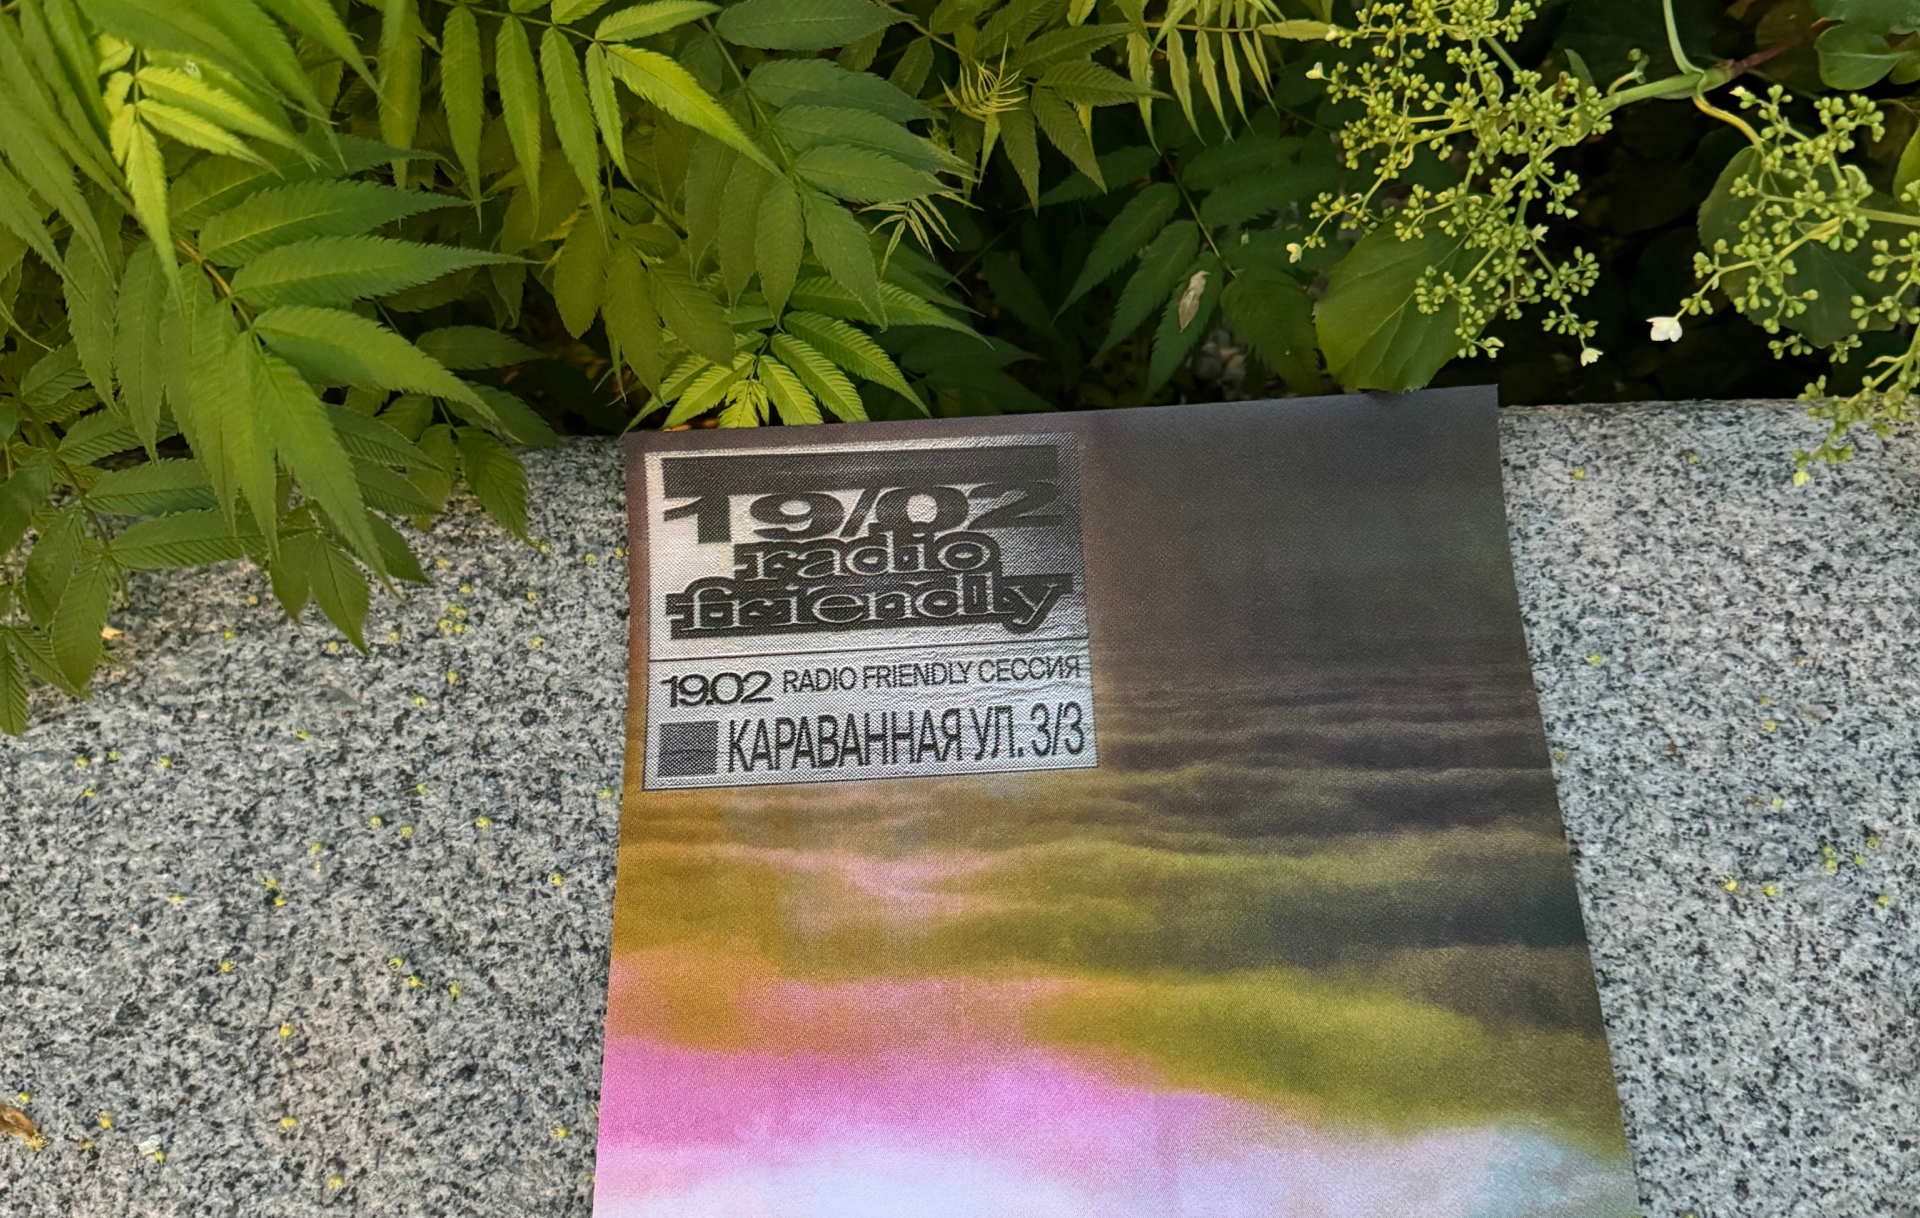 19/02
radio
friendly
19.02 RADIO FRIENDLY СЕССИЯ
КАРАВАННАЯ УЛ. 3/3